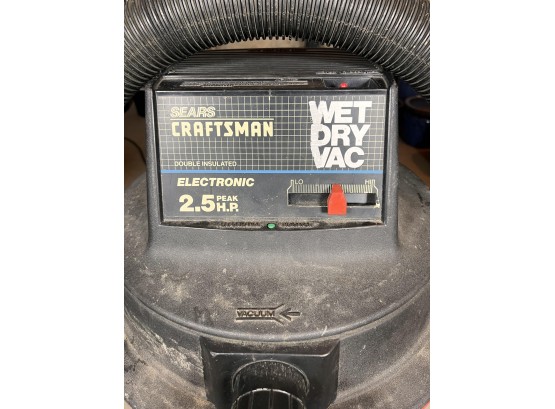 SEARS
CRAFTSMAN
DOUBLE INSULATED
ELECTRONIC
2.5 PEAK H.P.
WET
DRY
VAC
LO HI
VACUUM